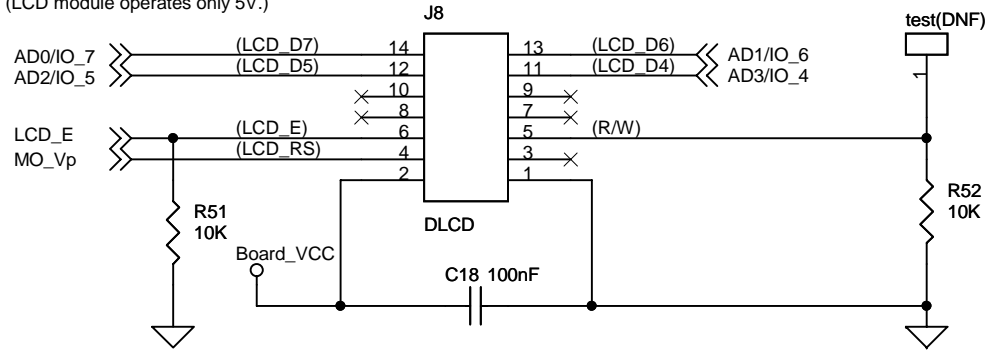 (LCD module operates only 5V.)
J8
test(DNF)
1
AD0/IO_7
(LCD_D7)
14
13
(LCD_D6)
AD1/IO_6
AD2/IO_5
(LCD_D5)
12
11
(LCD_D4)
AD3/IO_4
10
9
8
7
LCD_E
(LCD_E)
6
5
(R/W)
MO_Vp
(LCD_RS)
4
3
2
1
R51
10K
DLCD
R52
10K
Board_VCC
C18 100nF